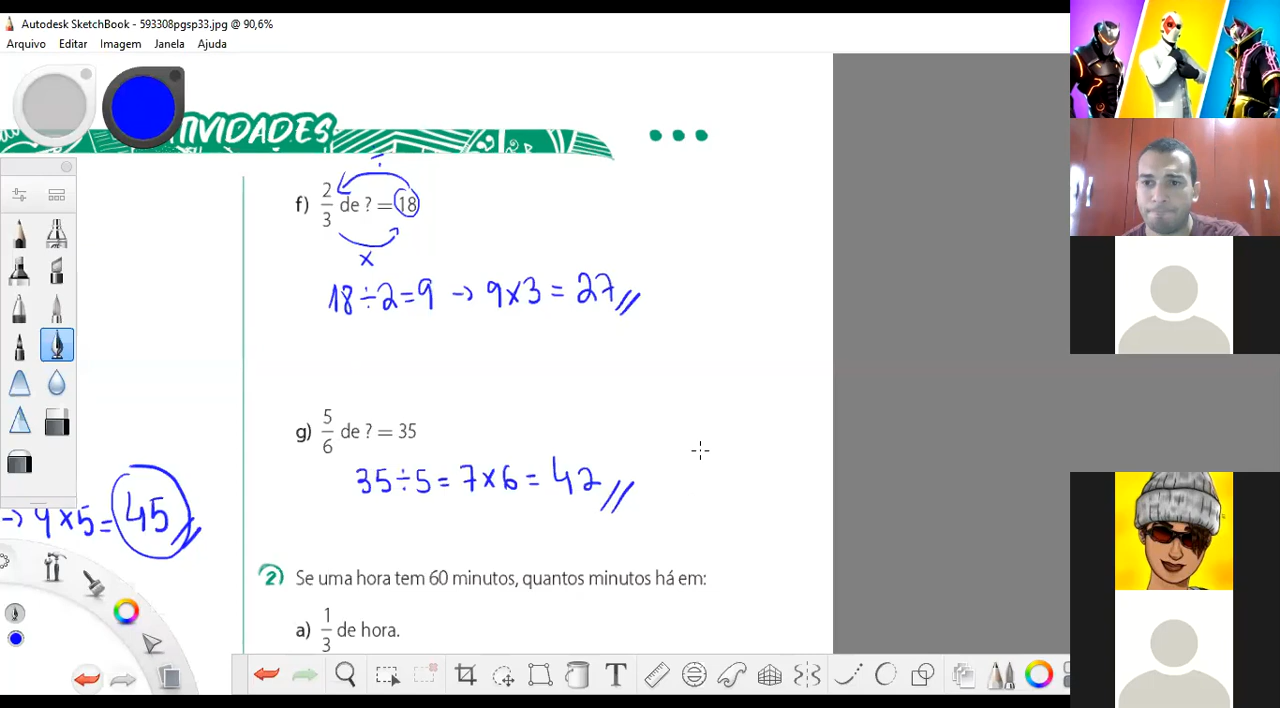 Autodesk SketchBook - 593308pgsp33.jpg @ 90,6%
Arquivo Editar Imagem Janela Ajuda
TIVIDADES
÷
f) 2/3 de ? = 18
x
18 ÷ 2 = 9 → 9 x 3 = 27 //
g) 5/6 de ? = 35
35 ÷ 5 = 7 x 6 = 42 //
→ 9 x 5 = 45 //
2 Se uma hora tem 60 minutos, quantos minutos há em:
a) 1/3 de hora.
T